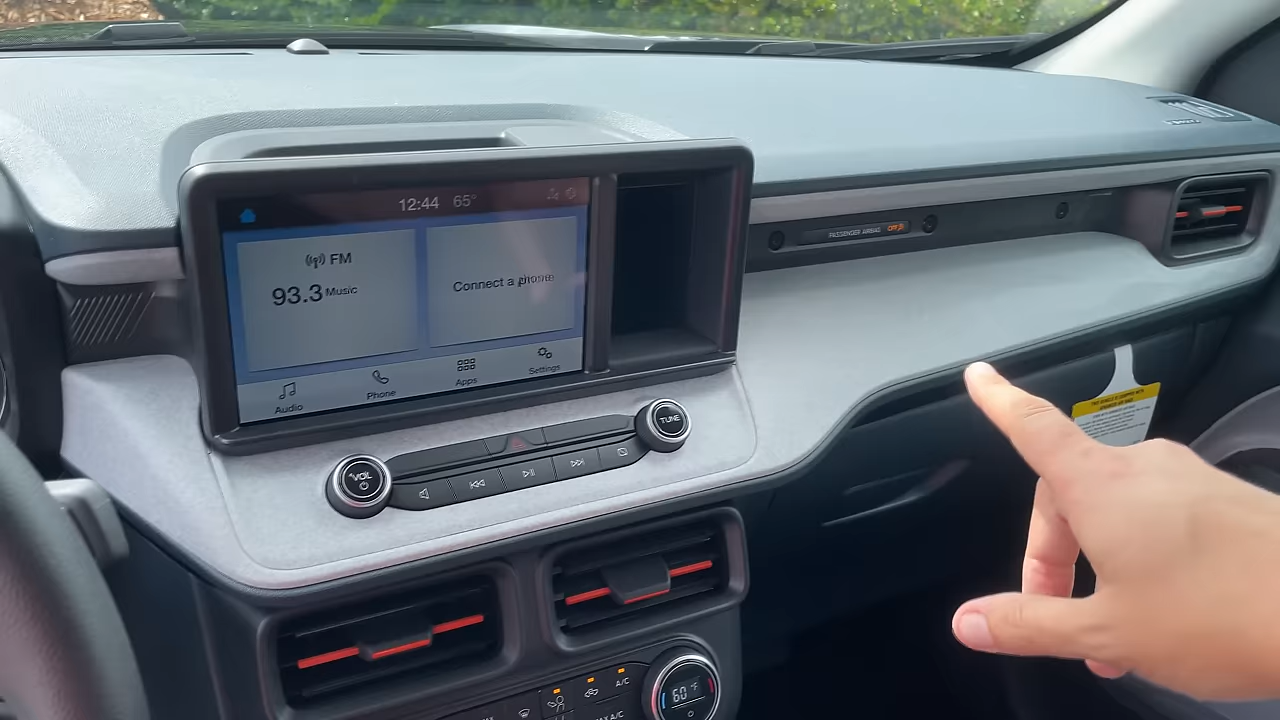 12:44 65°
FM
93.3 Music
Connect a phone
Audio
Phone
Apps
Settings
PASSENGER AIRBAG OFF
VOL
TUNE
A/C
MAX A/C
60 °F